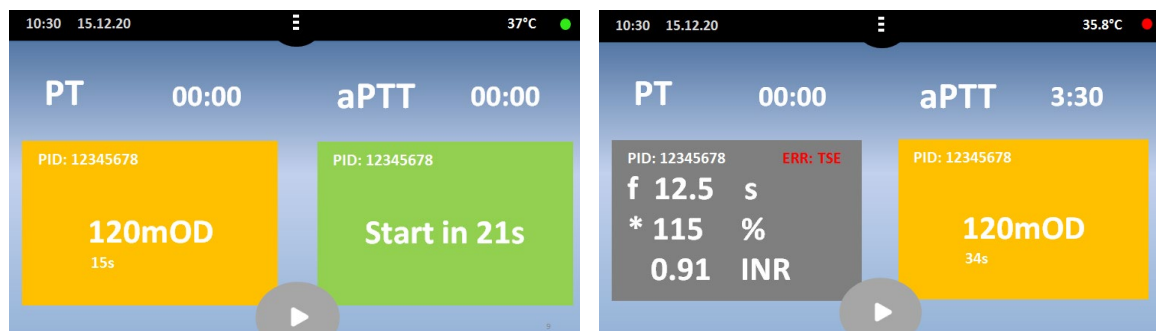 10:30 15.12.20 37°C
PT 00:00 aPTT 00:00
PID: 12345678
120mOD
15s
PID: 12345678
Start in 21s
9
10:30 15.12.20 35.8°C
PT 00:00 aPTT 3:30
PID: 12345678 ERR: TSE
f 12.5 s
* 115 %
0.91 INR
PID: 12345678
120mOD
34s